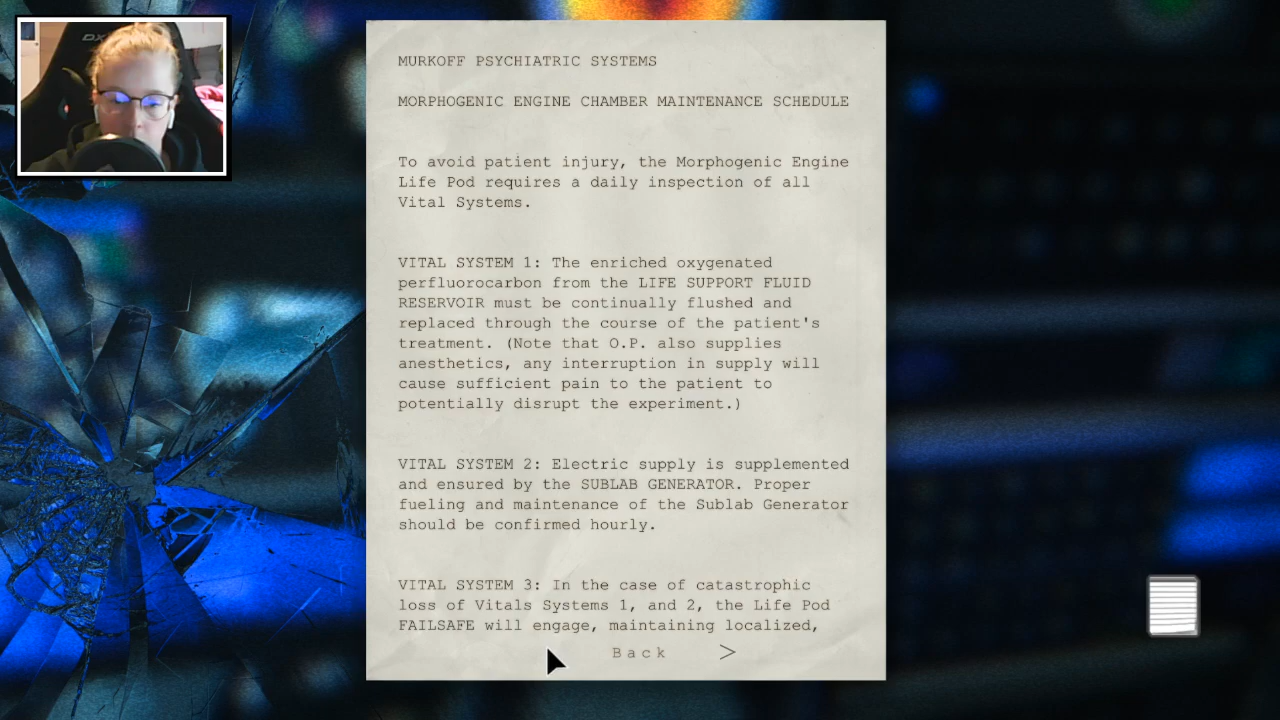 MURKOFF PSYCHIATRIC SYSTEMS
MORPHOGENIC ENGINE CHAMBER MAINTENANCE SCHEDULE
To avoid patient injury, the Morphogenic Engine
Life Pod requires a daily inspection of all
Vital Systems.
VITAL SYSTEM 1: The enriched oxygenated
perfluorocarbon from the LIFE SUPPORT FLUID
RESERVOIR must be continually flushed and
replaced through the course of the patient's
treatment. (Note that O.P. also supplies
anesthetics, any interruption in supply will
cause sufficient pain to the patient to
potentially disrupt the experiment.)
VITAL SYSTEM 2: Electric supply is supplemented
and ensured by the SUBLAB GENERATOR. Proper
fueling and maintenance of the Sublab Generator
should be confirmed hourly.
VITAL SYSTEM 3: In the case of catastrophic
loss of Vitals Systems 1, and 2, the Life Pod
FAILSAFE will engage, maintaining localized,
Back >